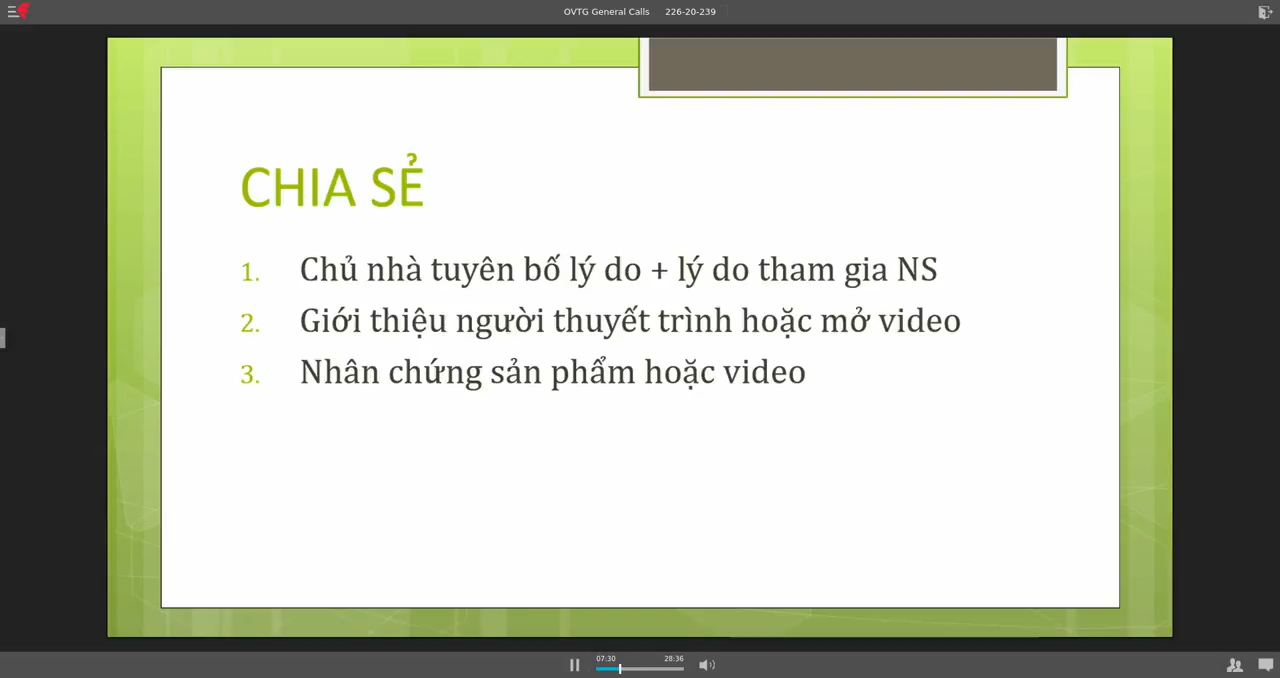 OVTG General Calls 226-20-239
CHIA SẺ
1. Chủ nhà tuyên bố lý do + lý do tham gia NS
2. Giới thiệu người thuyết trình hoặc mở video
3. Nhân chứng sản phẩm hoặc video
07:30 28:36